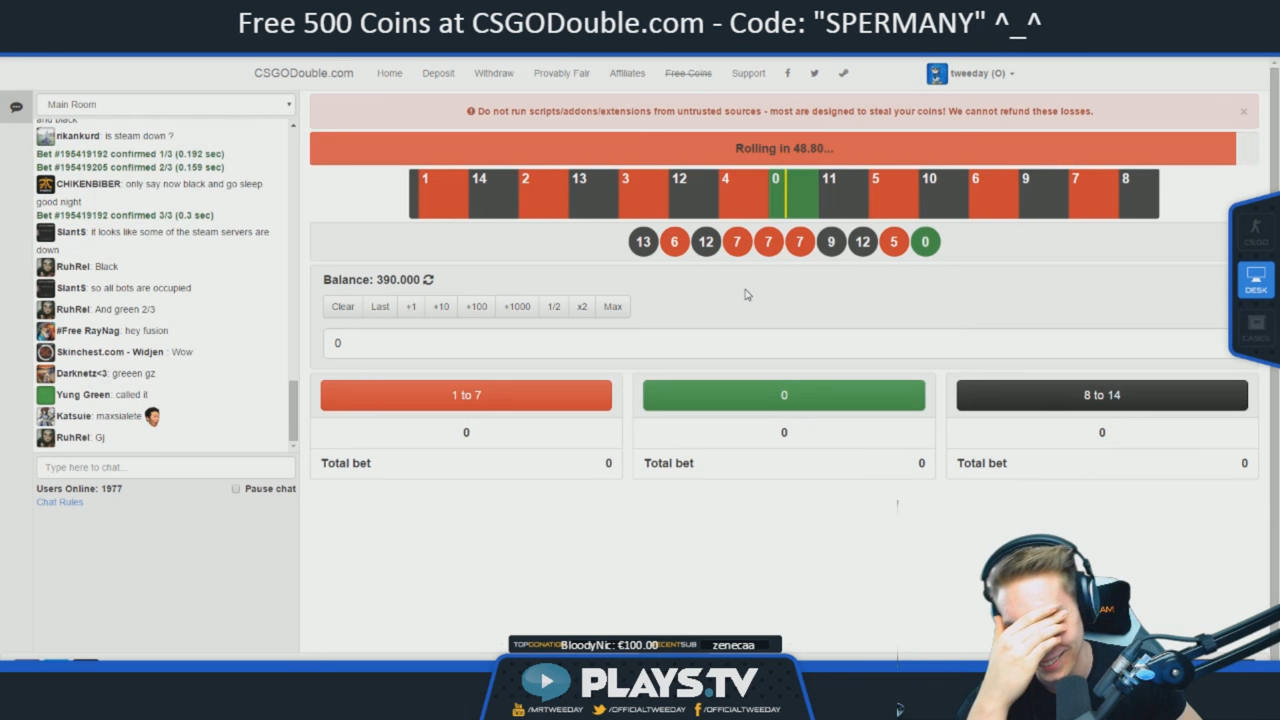 Free 500 Coins at CSGODouble.com - Code: "SPERMANY" ^_^
CSGODouble.com Home Deposit Withdraw Provably Fair Affiliates Free Coins Support tweeday (O)
Main Room
and black
rikankurd: is steam down ?
Bet #195419192 confirmed 1/3 (0.192 sec)
Bet #195419205 confirmed 2/3 (0.159 sec)
CHIKENBIBER: only say now black and go sleep
good night
Bet #195419192 confirmed 3/3 (0.3 sec)
SlantS: it looks like some of the steam servers are
down
RuhRel: Black
SlantS: so all bots are occupied
RuhRel: And green 2/3
#Free RayNag: hey fusion
Skinchest.com - Widjen : Wow
Darknetz<3: greeen gz
Yung Green: called it
Katsuie: maxsialete
RuhRel: Gj
Type here to chat...
Users Online: 1977 Pause chat
Chat Rules
Do not run scripts/addons/extensions from untrusted sources - most are designed to steal your coins! We cannot refund these losses. ×
Rolling in 48.80...
1 14 2 13 3 12 4 0 11 5 10 6 9 7 8
13 6 12 7 7 7 9 12 5 0
Balance: 390.000
Clear Last +1 +10 +100 +1000 1/2 x2 Max
0
1 to 7 0 8 to 14
0 0 0
Total bet 0 Total bet 0 Total bet 0
CSGO
DESK
CASES
BloodyNic: €100.00 zenecaa
PLAYS.TV
/MRTWEEDAY /OFFICIALTWEEDAY /OFFICIALTWEEDAY